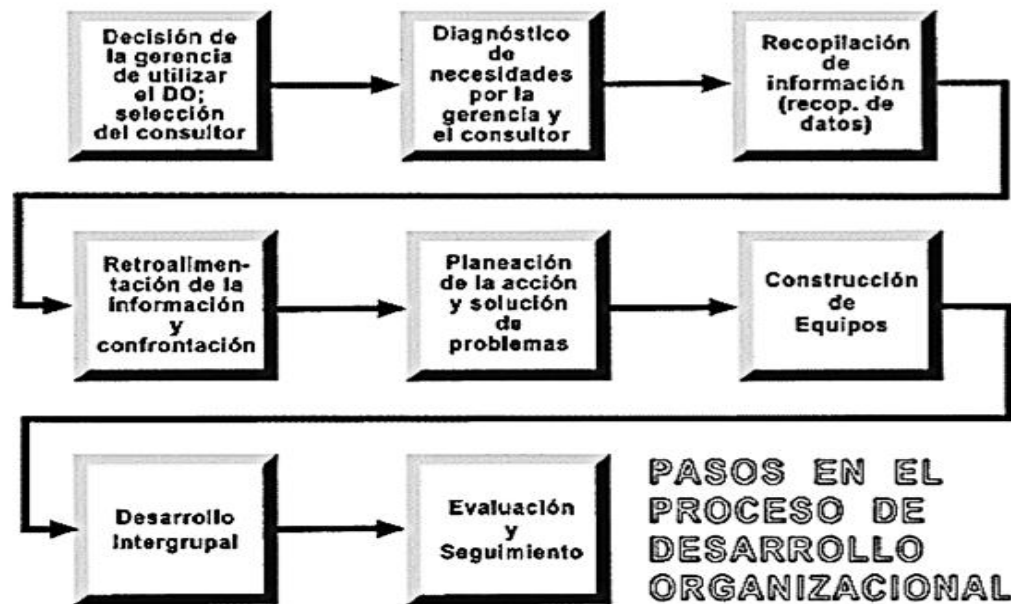 Decisión de
la gerencia
de utilizar
el DO;
selección
del consultor
Diagnóstico
de
necesidades
por la
gerencia y
el consultor
Recopilación
de
información
(recop. de
datos)
Retroalimen-
tación de la
información
y
confrontación
Planeación
de la acción
y solución
de
problemas
Construcción
de
Equipos
Desarrollo
Intergrupal
Evaluación
y
Seguimiento
PASOS EN EL
PROCESO DE
DESARROLLO
ORGANIZACIONAL